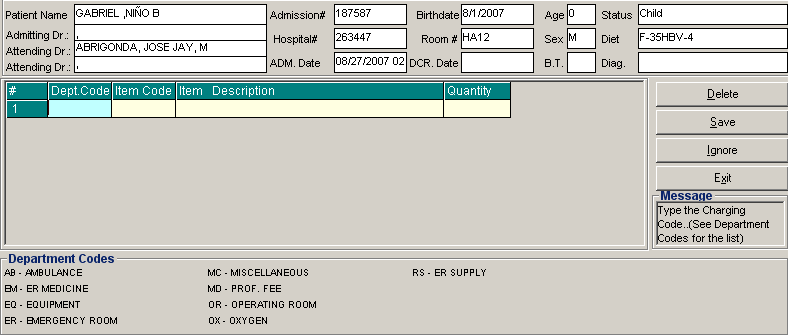 Patient Name GABRIEL ,NIÑO B Admission# 187587 Birthdate 8/1/2007 Age 0 Status Child
Admitting Dr.: , Hospital# 263447 Room # HA12 Sex M Diet F-35HBV-4
Attending Dr.: ABRIGONDA, JOSE JAY, M
Attending Dr.: , ADM. Date 08/27/2007 02 DCR. Date B.T. Diag.
# Dept.Code Item Code Item Description Quantity
1
Delete
Save
Ignore
Exit
Message
Type the Charging
Code..(See Department
Codes for the list)
Department Codes
AB - AMBULANCE MC - MISCELLANEOUS RS - ER SUPPLY
EM - ER MEDICINE MD - PROF. FEE
EQ - EQUIPMENT OR - OPERATING ROOM
ER - EMERGENCY ROOM OX - OXYGEN